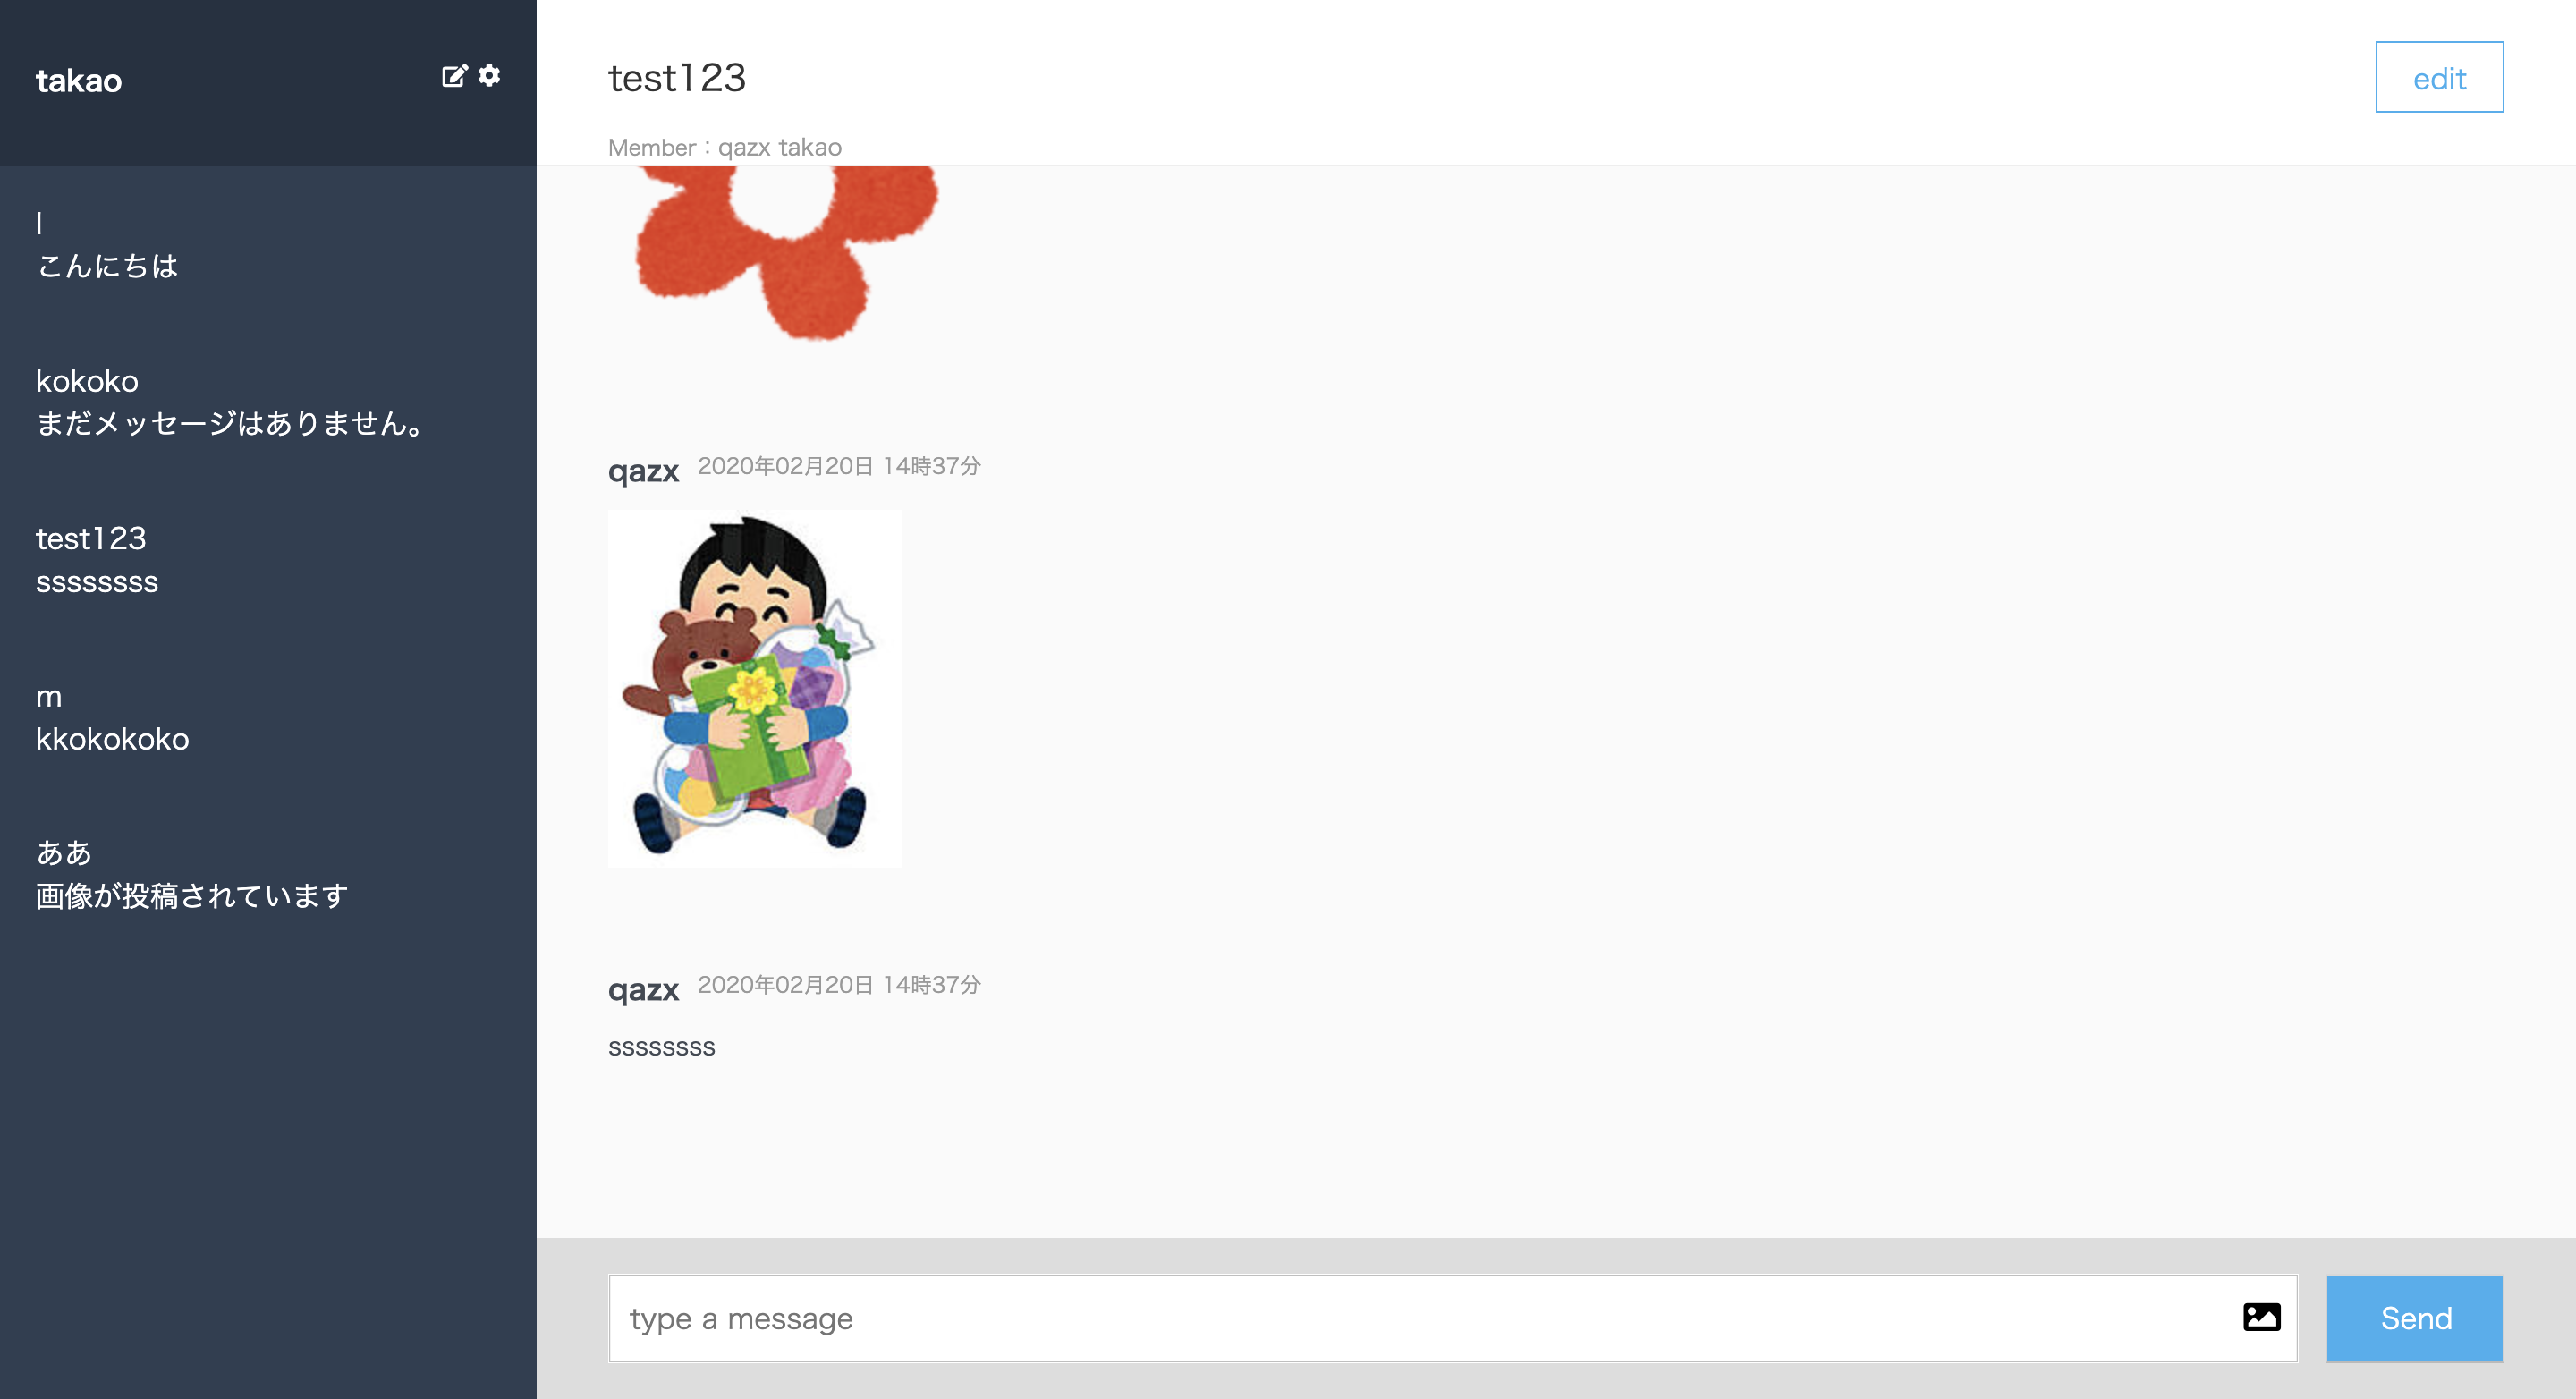 takao
l
こんにちは
kokoko
まだメッセージはありません。
test123
ssssssss
m
kkokokoko
ああ
画像が投稿されています
test123
edit
Member：qazx takao
qazx 2020年02月20日 14時37分
qazx 2020年02月20日 14時37分
ssssssss
type a message
Send